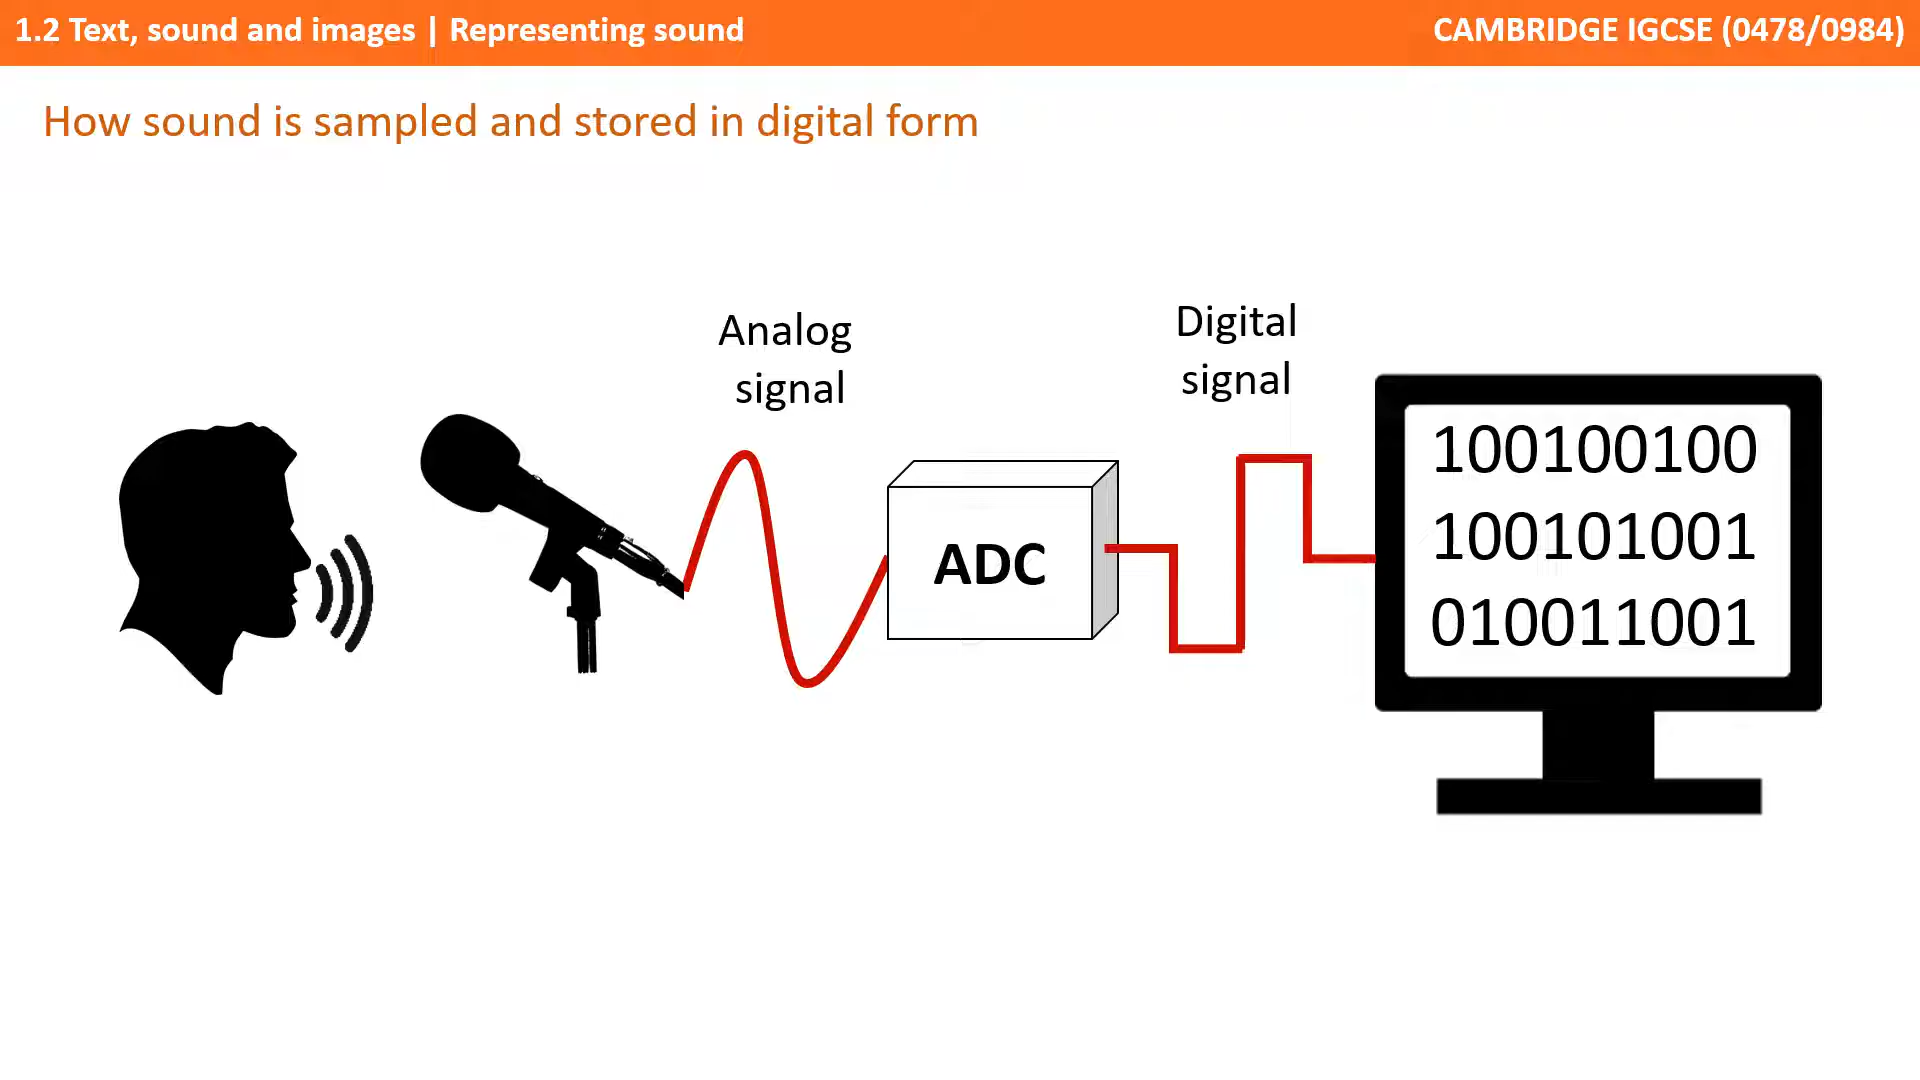 1.2 Text, sound and images | Representing sound
CAMBRIDGE IGCSE (0478/0984)
How sound is sampled and stored in digital form
Analog
signal
Digital
signal
ADC
100100100
100101001
010011001